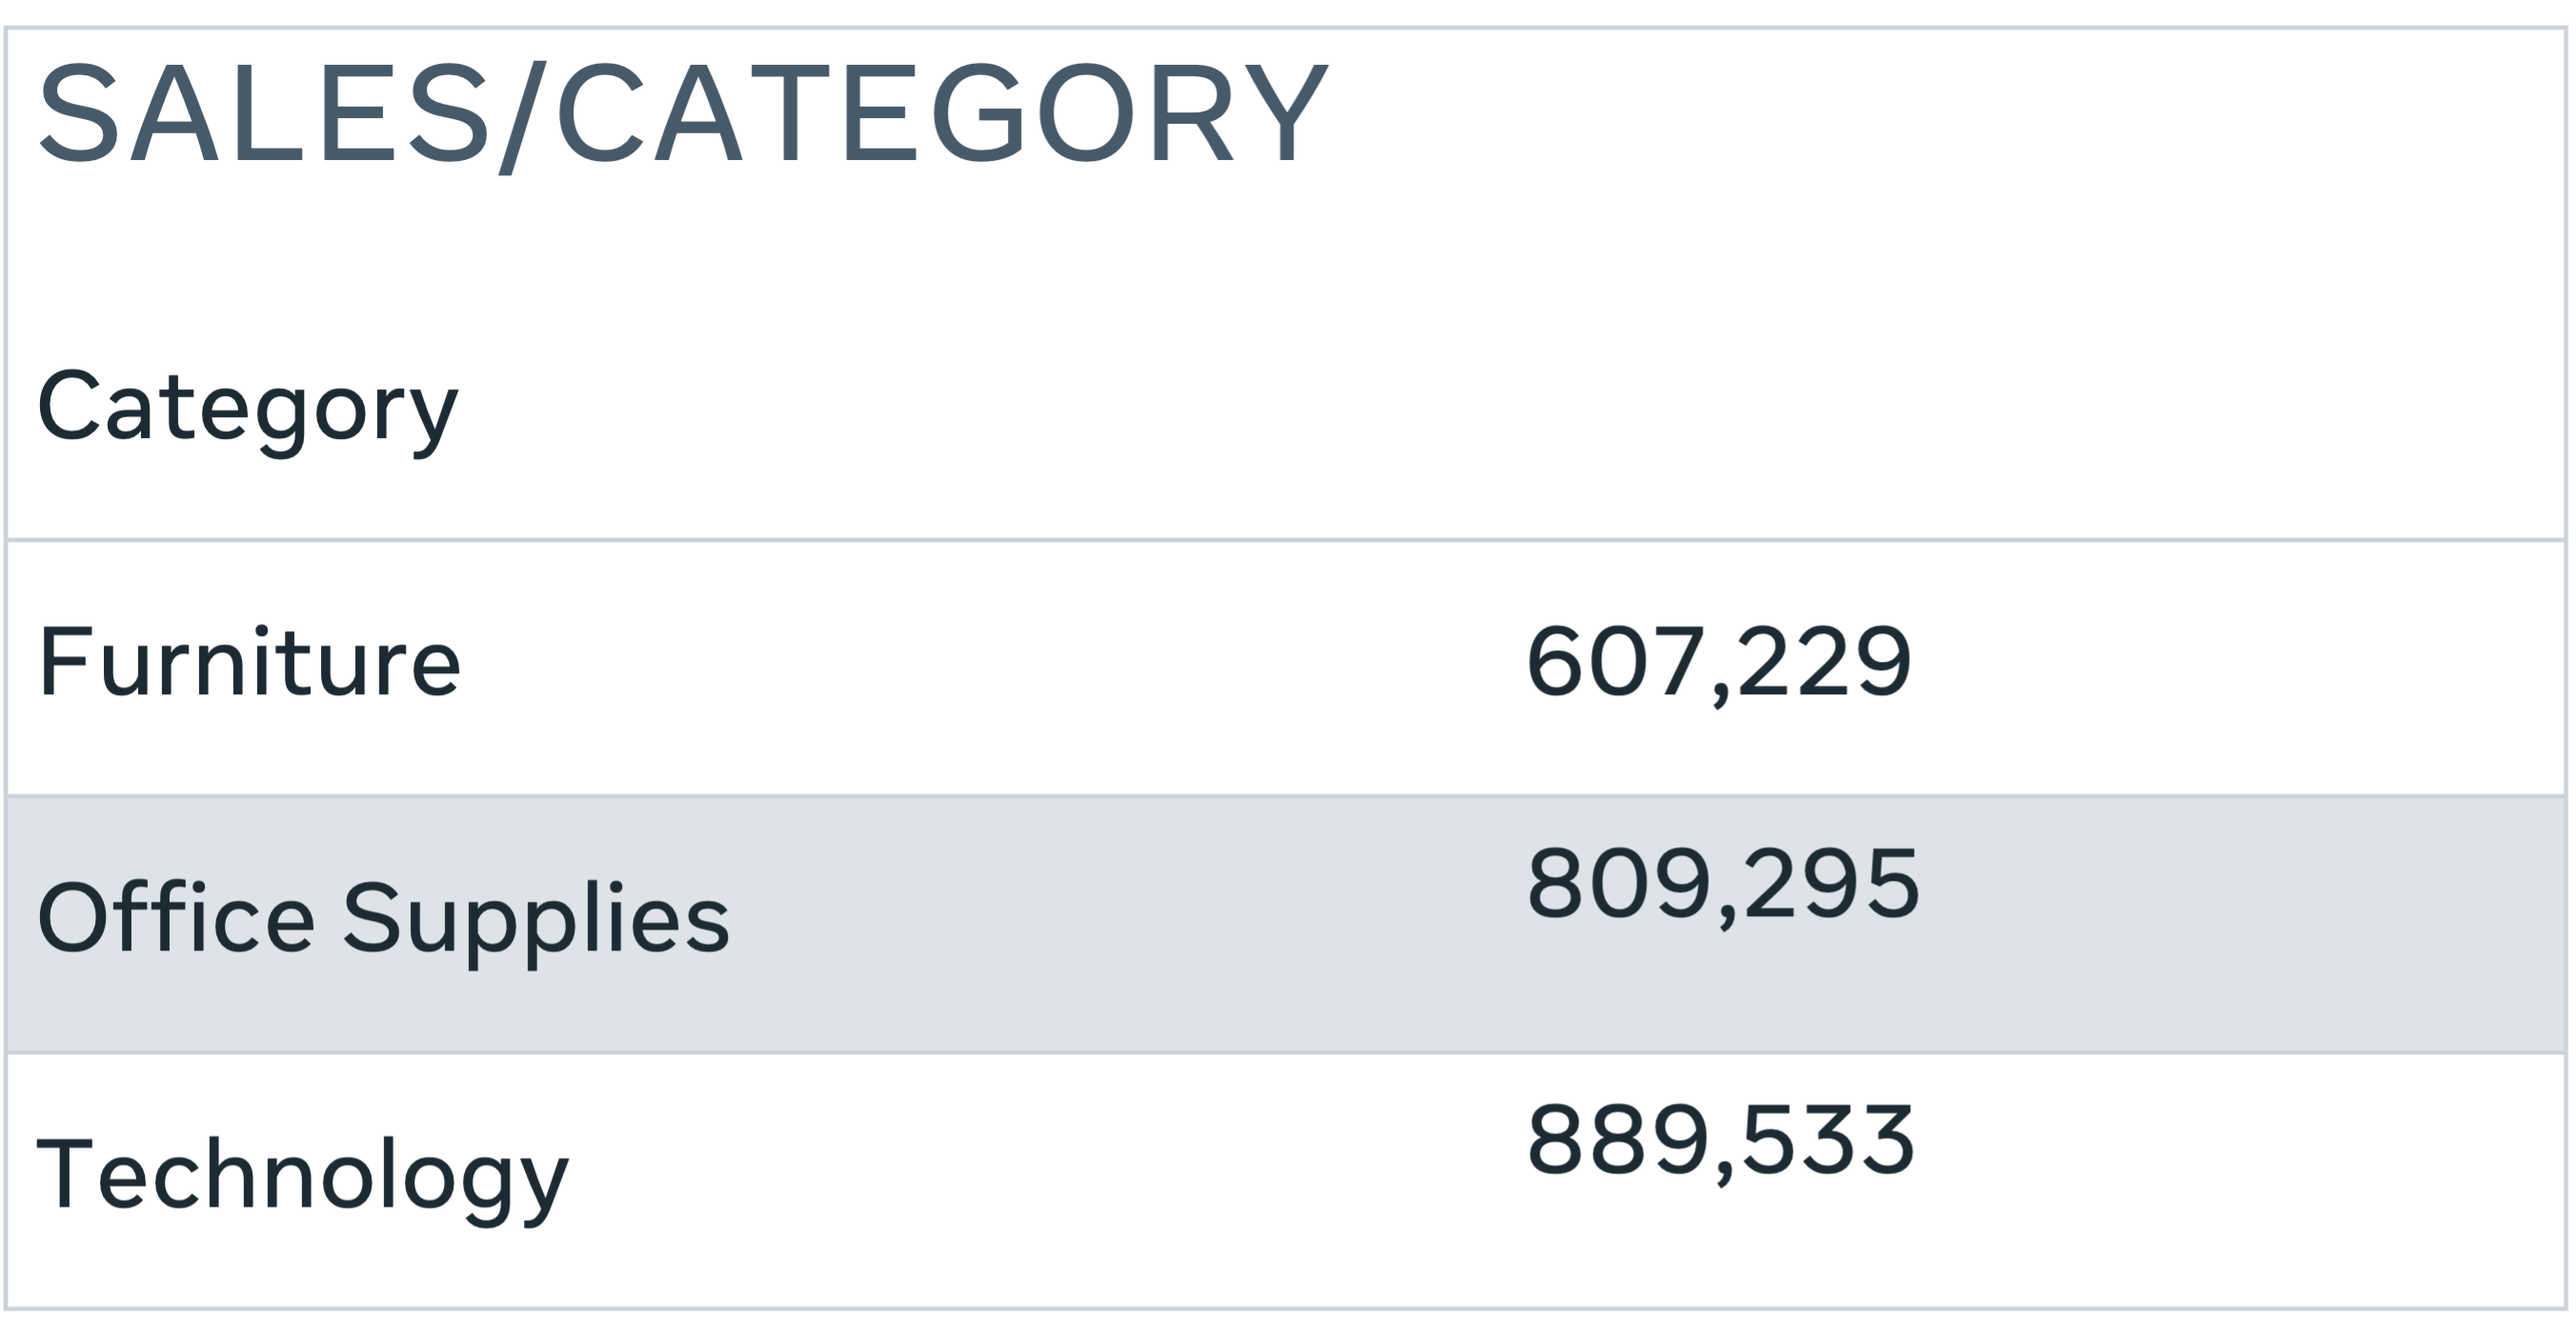 SALES/CATEGORY
Category
Furniture 607,229
Office Supplies 809,295
Technology 889,533